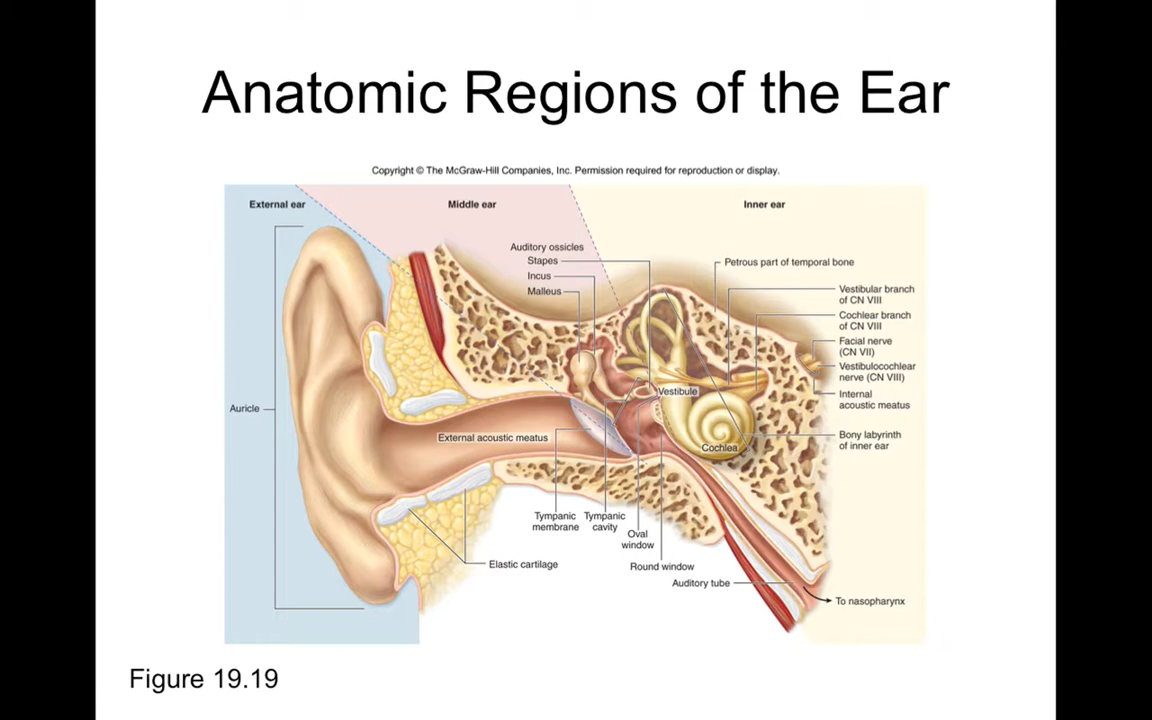 Anatomic Regions of the Ear
Copyright © The McGraw-Hill Companies, Inc. Permission required for reproduction or display.
External ear
Middle ear
Inner ear
Auditory ossicles
Stapes
Incus
Malleus
Petrous part of temporal bone
Vestibular branch
of CN VIII
Cochlear branch
of CN VIII
Facial nerve
(CN VII)
Vestibulocochlear
nerve (CN VIII)
Internal
acoustic meatus
Vestibule
Auricle
External acoustic meatus
Cochlea
Bony labyrinth
of inner ear
Tympanic
membrane
Tympanic
cavity
Oval
window
Round window
Elastic cartilage
Auditory tube
To nasopharynx
Figure 19.19